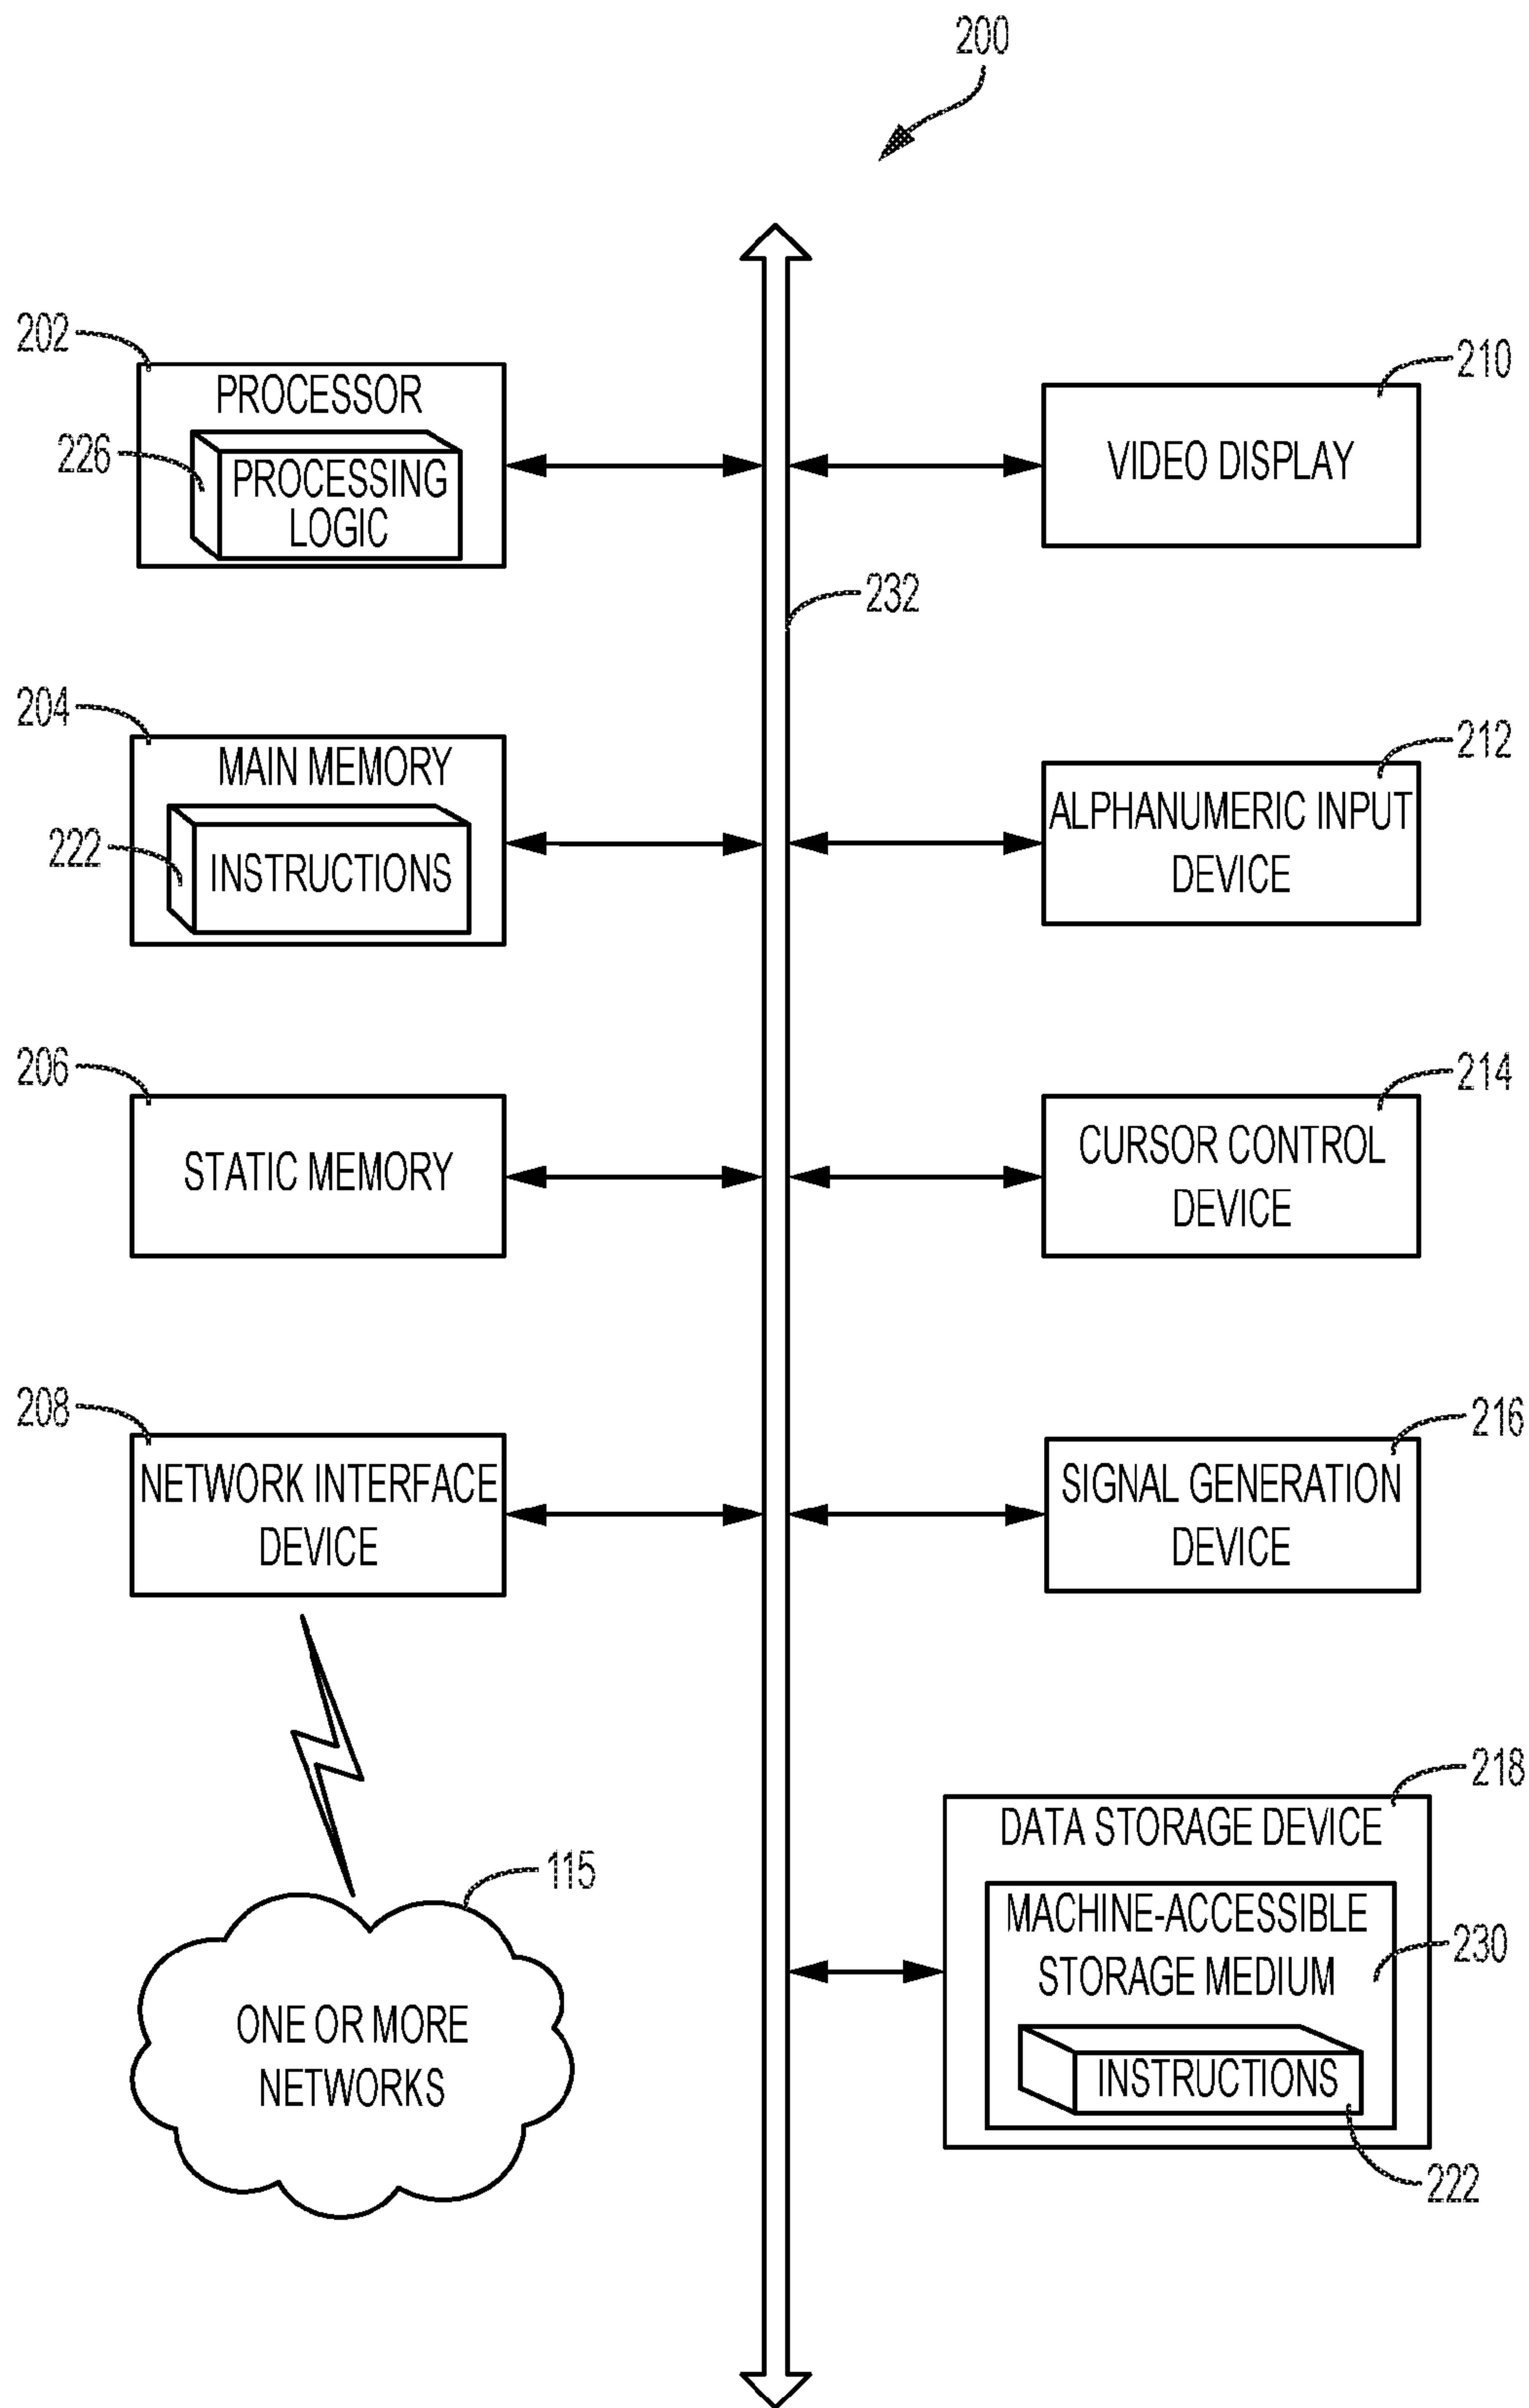 200
202
PROCESSOR
226
PROCESSING
LOGIC
210
VIDEO DISPLAY
232
204
MAIN MEMORY
222
INSTRUCTIONS
212
ALPHANUMERIC INPUT
DEVICE
206
STATIC MEMORY
214
CURSOR CONTROL
DEVICE
208
NETWORK INTERFACE
DEVICE
216
SIGNAL GENERATION
DEVICE
115
ONE OR MORE
NETWORKS
218
DATA STORAGE DEVICE
MACHINE-ACCESSIBLE
STORAGE MEDIUM
230
INSTRUCTIONS
222